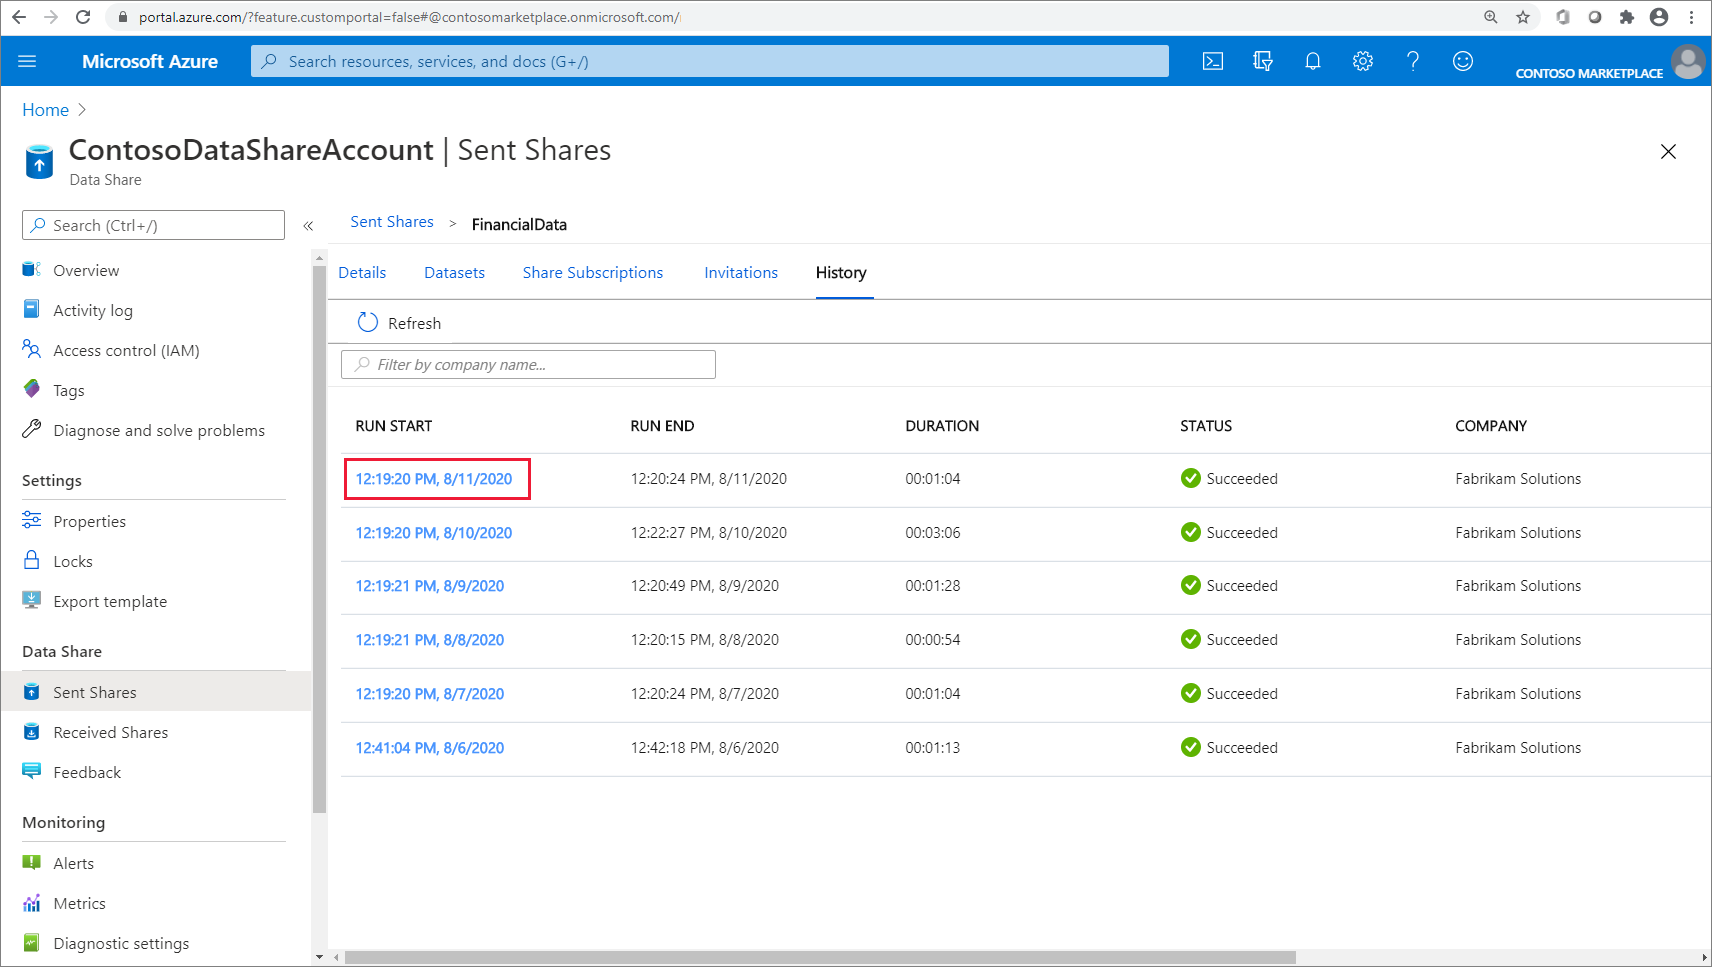 portal.azure.com/?feature.customportal=false#@contosomarketplace.onmicrosoft.com/
Microsoft Azure
Search resources, services, and docs (G+/)
CONTOSO MARKETPLACE
Home >
ContosoDataShareAccount | Sent Shares
Data Share
Search (Ctrl+/)
«
Overview
Activity log
Access control (IAM)
Tags
Diagnose and solve problems
Settings
Properties
Locks
Export template
Data Share
Sent Shares
Received Shares
Feedback
Monitoring
Alerts
Metrics
Diagnostic settings
Sent Shares > FinancialData
Details Datasets Share Subscriptions Invitations History
Refresh
Filter by company name...
RUN START RUN END DURATION STATUS COMPANY
12:19:20 PM, 8/11/2020 12:20:24 PM, 8/11/2020 00:01:04 Succeeded Fabrikam Solutions
12:19:20 PM, 8/10/2020 12:22:27 PM, 8/10/2020 00:03:06 Succeeded Fabrikam Solutions
12:19:21 PM, 8/9/2020 12:20:49 PM, 8/9/2020 00:01:28 Succeeded Fabrikam Solutions
12:19:21 PM, 8/8/2020 12:20:15 PM, 8/8/2020 00:00:54 Succeeded Fabrikam Solutions
12:19:20 PM, 8/7/2020 12:20:24 PM, 8/7/2020 00:01:04 Succeeded Fabrikam Solutions
12:41:04 PM, 8/6/2020 12:42:18 PM, 8/6/2020 00:01:13 Succeeded Fabrikam Solutions